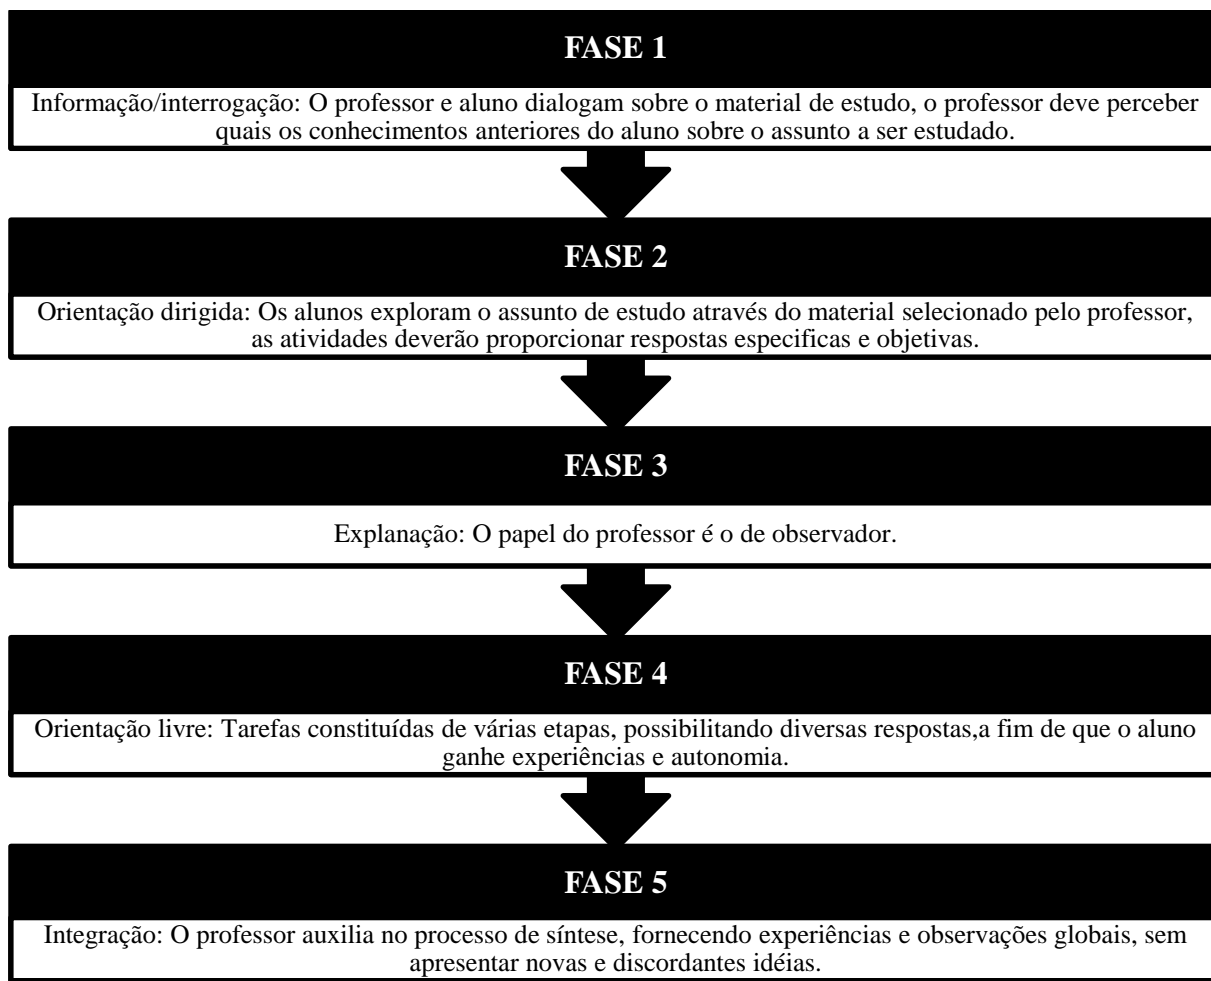 FASE 1
Informação/interrogação: O professor e aluno dialogam sobre o material de estudo, o professor deve perceber
quais os conhecimentos anteriores do aluno sobre o assunto a ser estudado.
FASE 2
Orientação dirigida: Os alunos exploram o assunto de estudo através do material selecionado pelo professor,
as atividades deverão proporcionar respostas especificas e objetivas.
FASE 3
Explanação: O papel do professor é o de observador.
FASE 4
Orientação livre: Tarefas constituídas de várias etapas, possibilitando diversas respostas,a fim de que o aluno
ganhe experiências e autonomia.
FASE 5
Integração: O professor auxilia no processo de síntese, fornecendo experiências e observações globais, sem
apresentar novas e discordantes idéias.